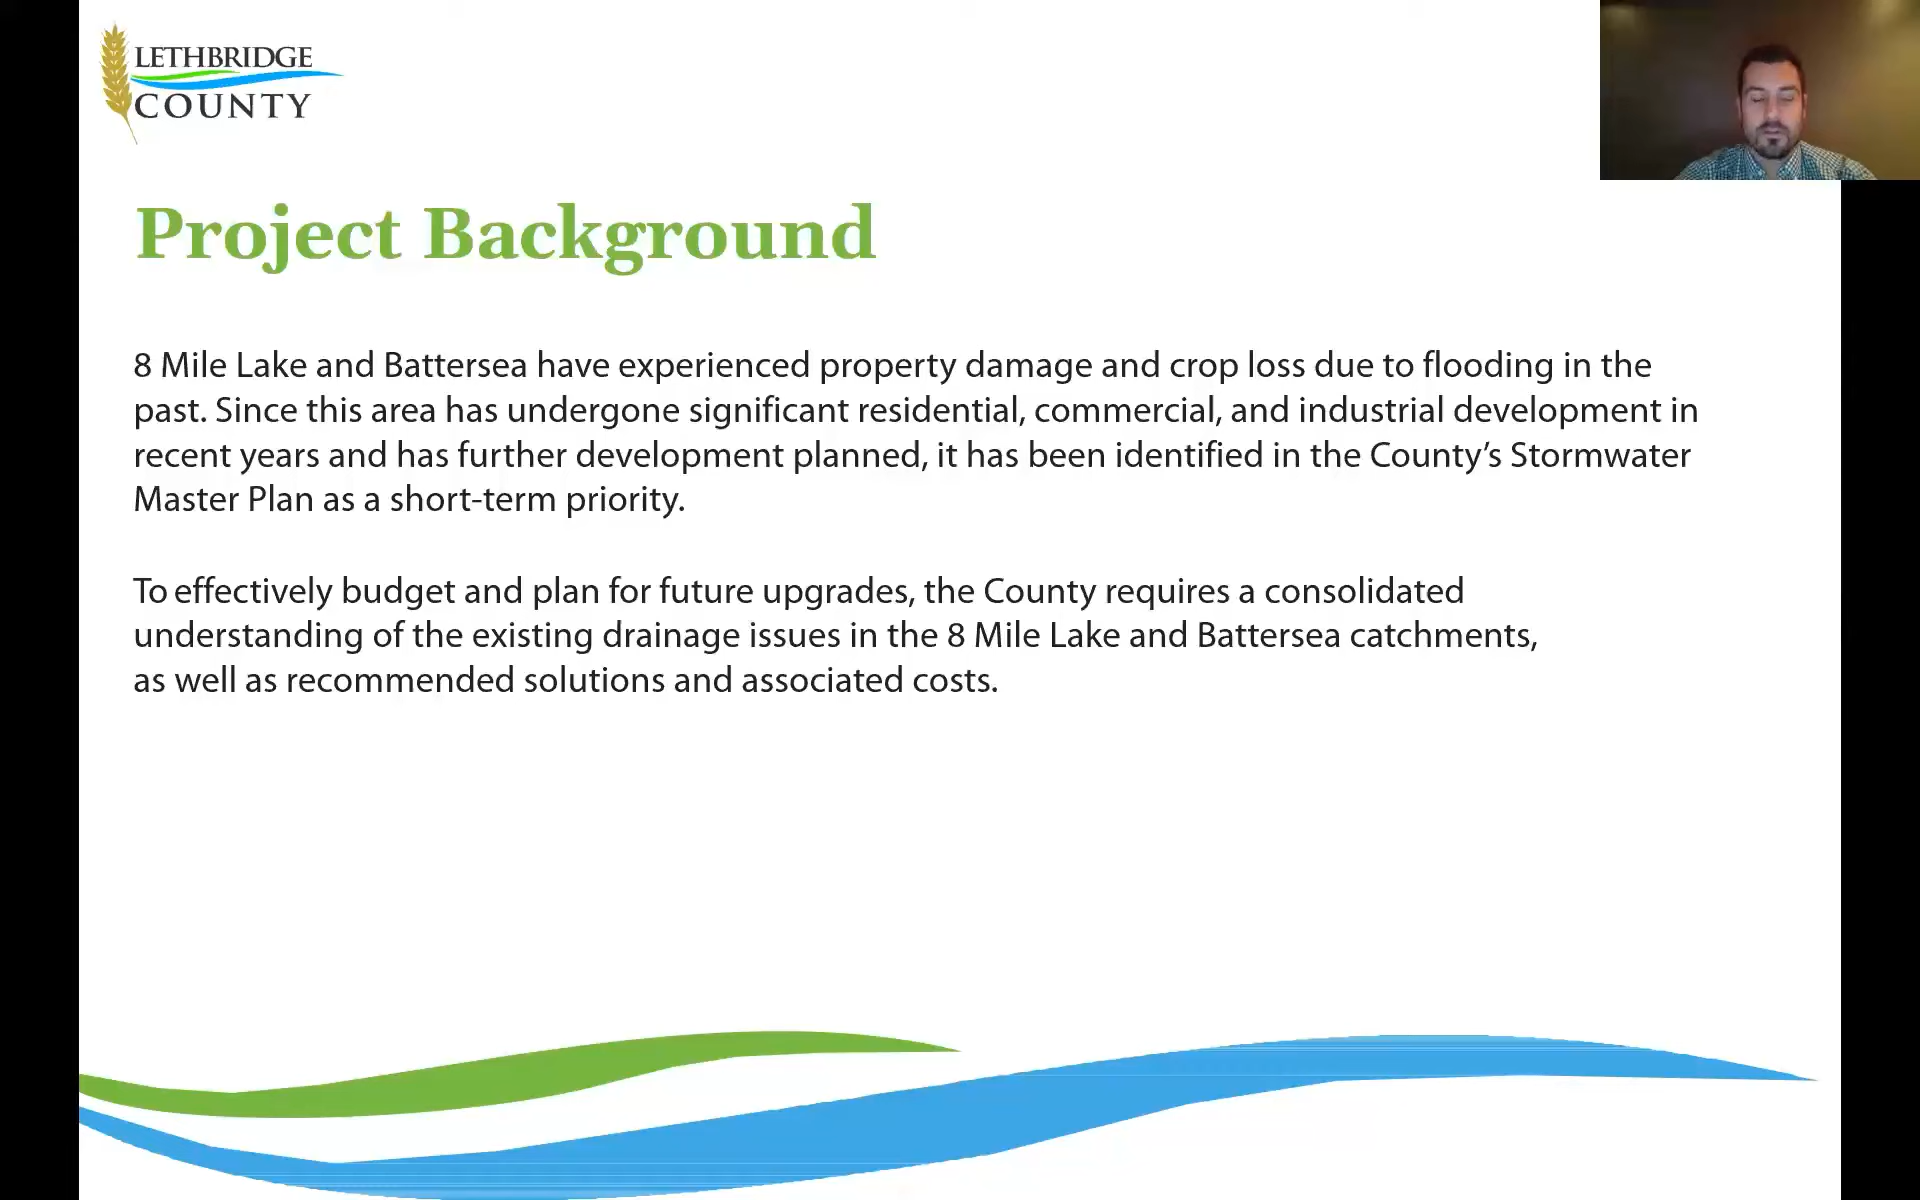 LETHBRIDGE
COUNTY
Project Background
8 Mile Lake and Battersea have experienced property damage and crop loss due to flooding in the
past. Since this area has undergone significant residential, commercial, and industrial development in
recent years and has further development planned, it has been identified in the County’s Stormwater
Master Plan as a short-term priority.
To effectively budget and plan for future upgrades, the County requires a consolidated
understanding of the existing drainage issues in the 8 Mile Lake and Battersea catchments,
as well as recommended solutions and associated costs.